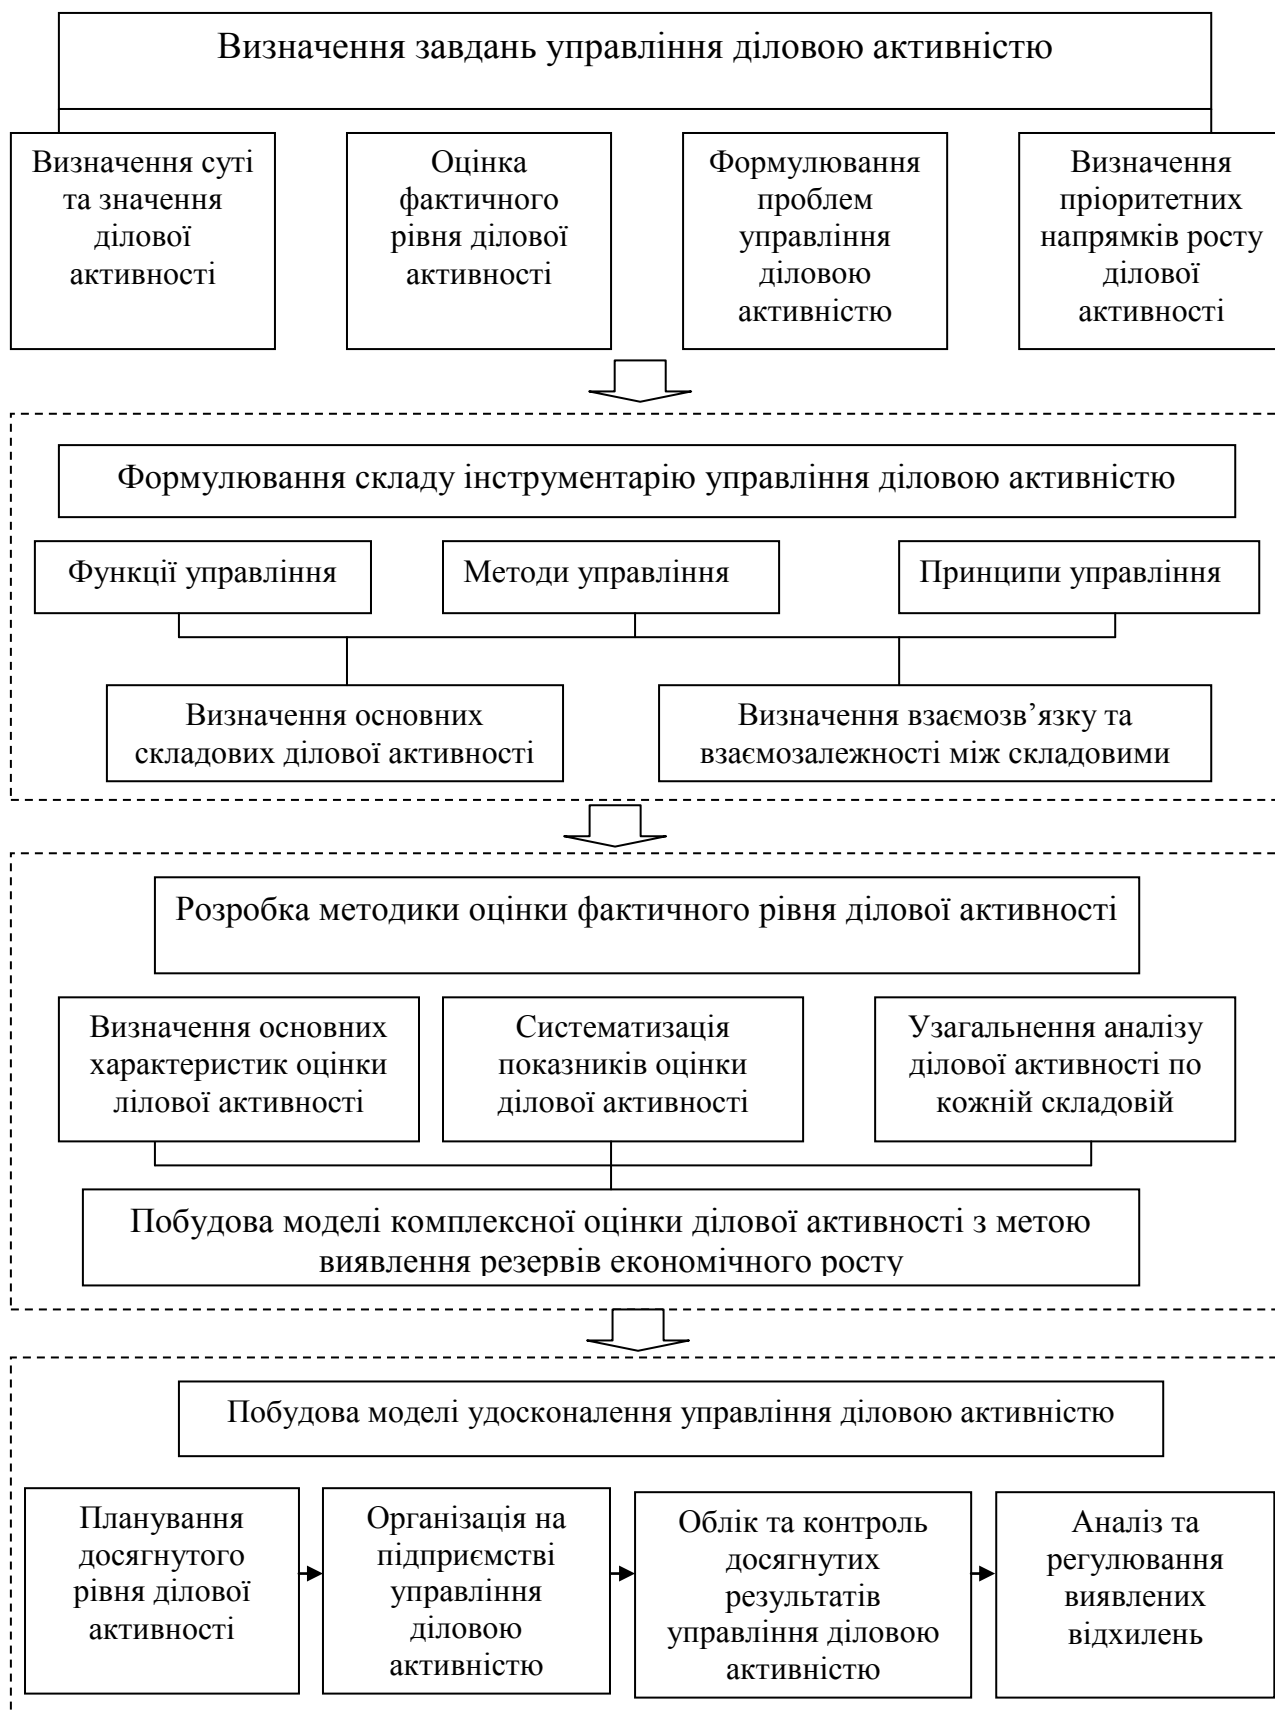 Визначення завдань управління діловою активністю
Визначення суті
та значення
ділової
активності
Оцінка
фактичного
рівня ділової
активності
Формулювання
проблем
управління
діловою
активністю
Визначення
пріоритетних
напрямків росту
ділової
активності
Формулювання складу інструментарію управління діловою активністю
Функції управління
Методи управління
Принципи управління
Визначення основних
складових ділової активності
Визначення взаємозв’язку та
взаємозалежності між складовими
Розробка методики оцінки фактичного рівня ділової активності
Визначення основних
характеристик оцінки
лілової активності
Систематизація
показників оцінки
ділової активності
Узагальнення аналізу
ділової активності по
кожній складовій
Побудова моделі комплексної оцінки ділової активності з метою
виявлення резервів економічного росту
Побудова моделі удосконалення управління діловою активністю
Планування
досягнутого
рівня ділової
активності
Організація на
підприємстві
управління
діловою
активністю
Облік та контроль
досягнутих
результатів
управління діловою
активністю
Аналіз та
регулювання
виявлених
відхилень